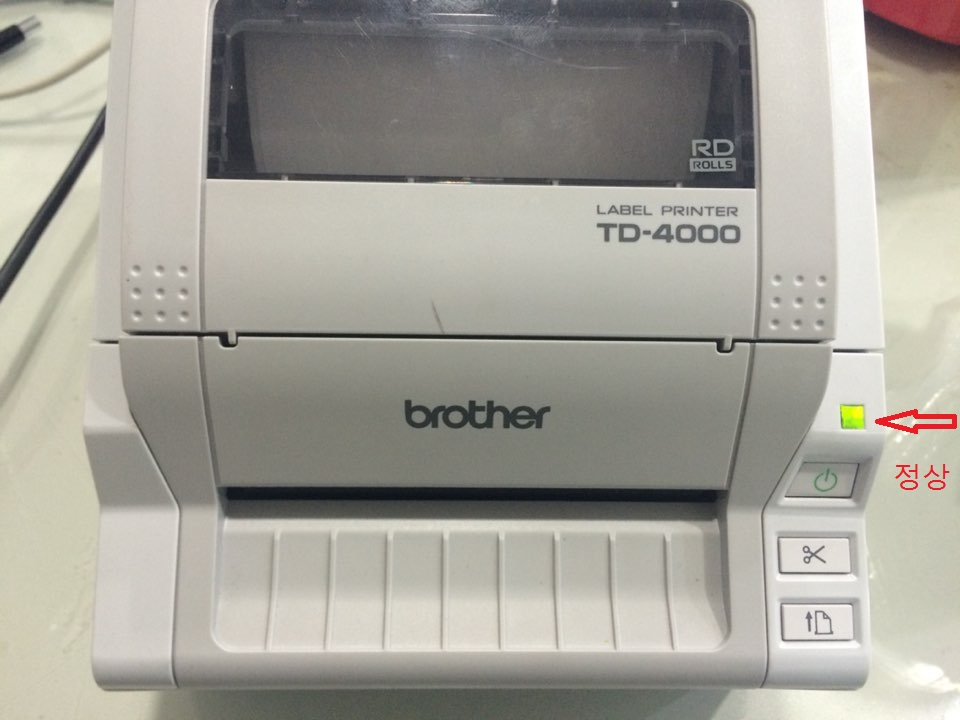 RD
ROLLS
LABEL PRINTER
TD-4000
brother
정상